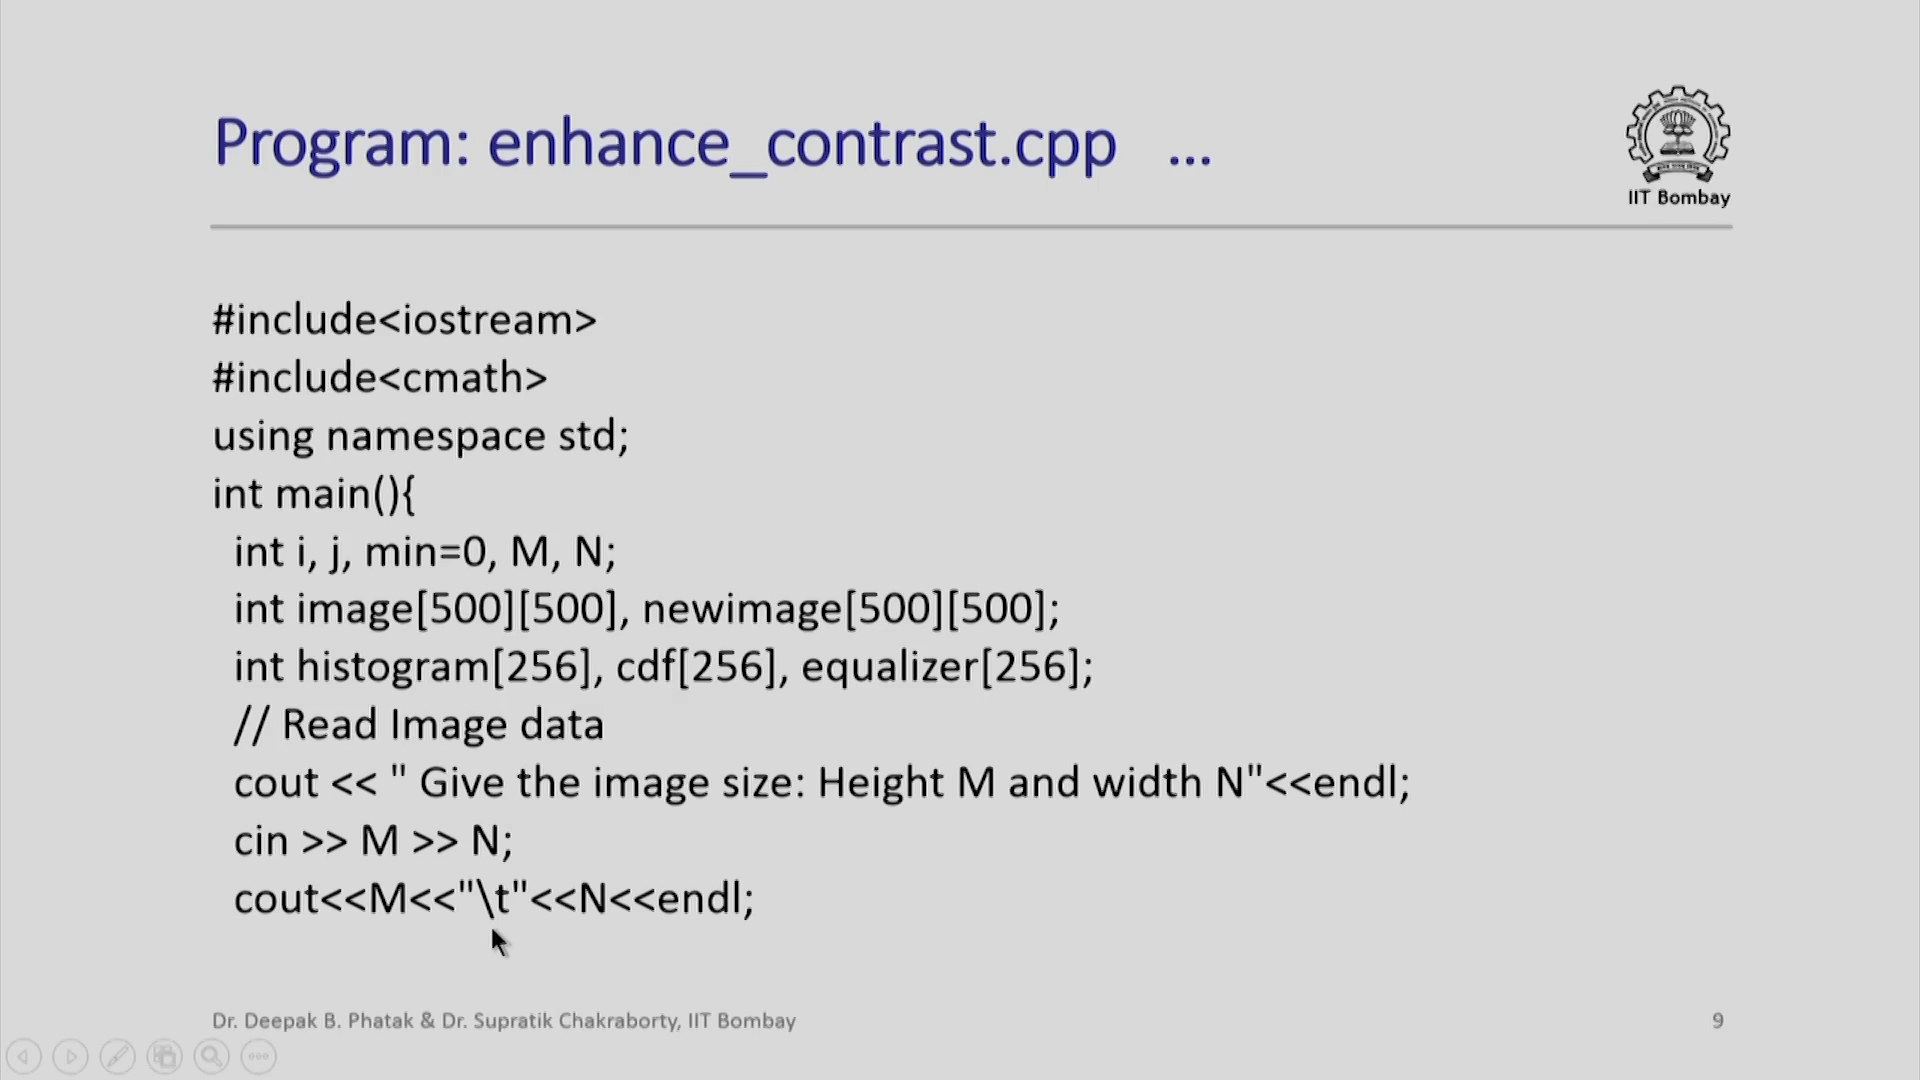 Program: enhance_contrast.cpp ...
IIT Bombay
#include<iostream>
#include<cmath>
using namespace std;
int main(){
int i, j, min=0, M, N;
int image[500][500], newimage[500][500];
int histogram[256], cdf[256], equalizer[256];
// Read Image data
cout << " Give the image size: Height M and width N"<<endl;
cin >> M >> N;
cout<<M<<"\t"<<N<<endl;
Dr. Deepak B. Phatak & Dr. Supratik Chakraborty, IIT Bombay
9